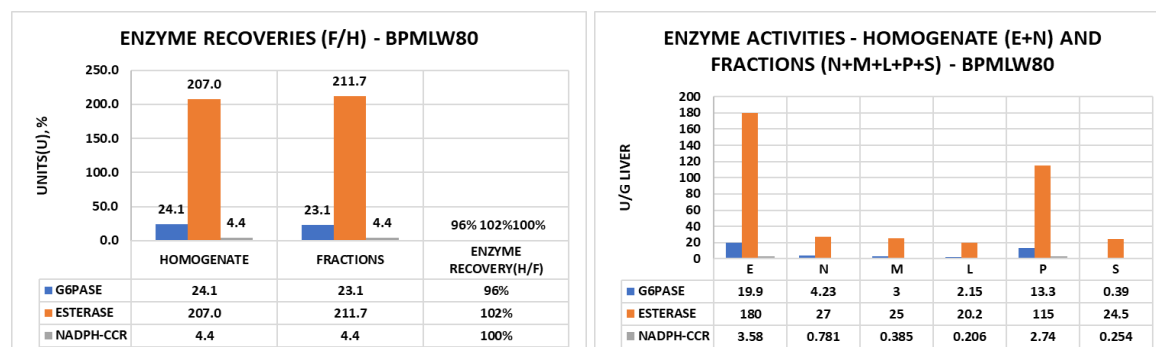 ENZYME RECOVERIES (F/H) - BPMLW80
UNITS(U),%
250.0
200.0
150.0
100.0
50.0
0.0
24.1
207.0
4.4
23.1
211.7
4.4
96% 102%100%
HOMOGENATE FRACTIONS ENZYME RECOVERY(H/F)
G6PASE 24.1 23.1 96%
ESTERASE 207.0 211.7 102%
NADPH-CCR 4.4 4.4 100%
ENZYME ACTIVITIES - HOMOGENATE (E+N) AND
FRACTIONS (N+M+L+P+S) - BPMLW80
U/G LIVER
200
180
160
140
120
100
80
60
40
20
0
E N M L P S
G6PASE 19.9 4.23 3 2.15 13.3 0.39
ESTERASE 180 27 25 20.2 115 24.5
NADPH-CCR 3.58 0.781 0.385 0.206 2.74 0.254